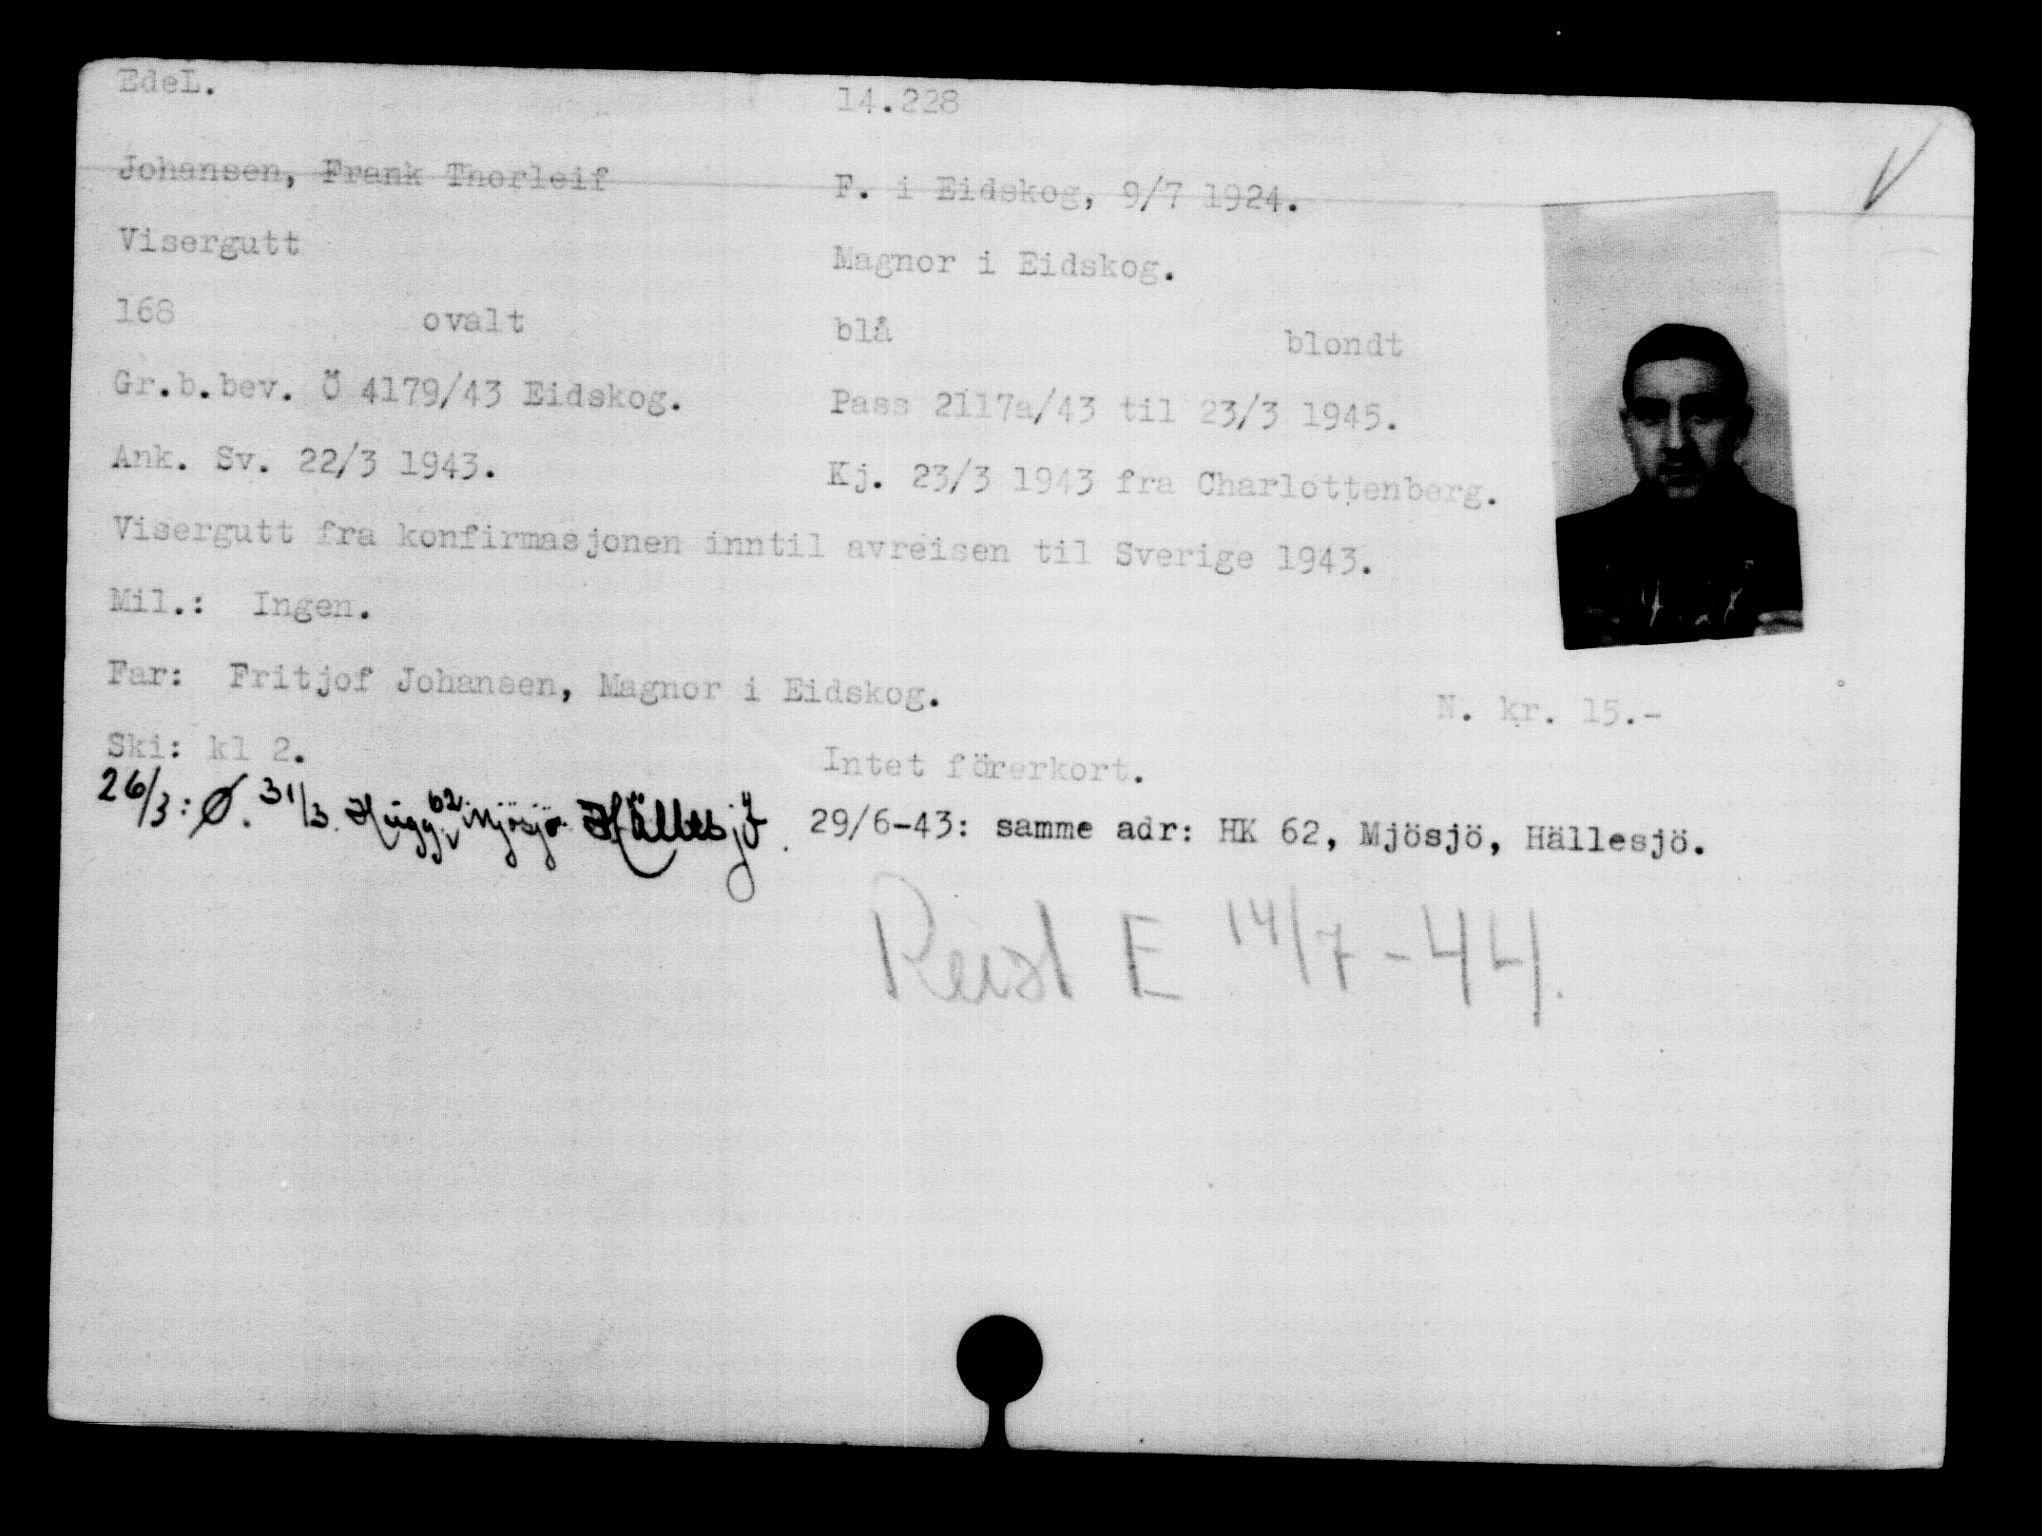 EdeL. 14.228
Johansen, Frank Thorleif F. i Eidskog, 9/7 1924.
Visergutt Magnor i Eidskog.
168 ovalt blå blondt
Gr.b.bev. Ö 4179/43 Eidskog. Pass 2117a/43 til 23/3 1945.
Ank. Sv. 22/3 1943. Kj. 23/3 1943 fra Charlottenberg.
Visergutt fra konfirmasjonen inntil avreisen til Sverige 1943.
Mil.: Ingen.
Far: Fritjof Johansen, Magnor i Eidskog.
N. kr. 15.-
Ski: kl 2. Intet förerkort.
26/3: Ø. 31/3. Hugg. 62 Mjösjö Hällesjö. 29/6-43: samme adr: HK 62, Mjösjö, Hällesjö.
Reist E 14/7-44.